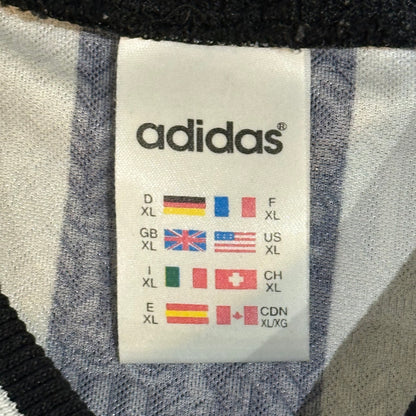 adidas®
D F
XL XL
GB US
XL XL
I CH
XL XL
E CDN
XL XL/XG